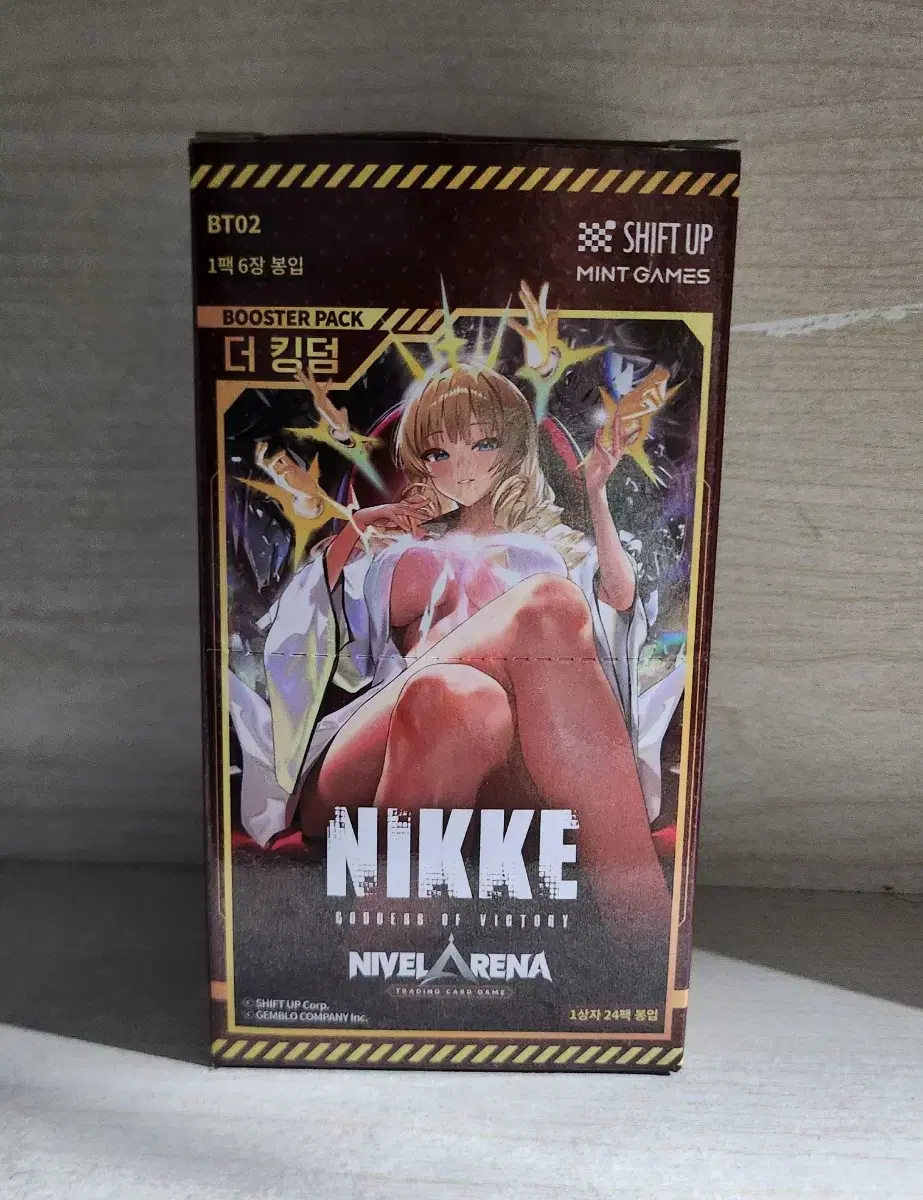 BT02
1팩 6장 봉입
SHIFT UP
MINT GAMES
BOOSTER PACK
더 킹덤
NIKKE
GODDESS OF VICTORY
NIVEL ARENA
TRADING CARD GAME
© SHIFT UP Corp.
© GEMBLO COMPANY Inc.
1상자 24팩 봉입